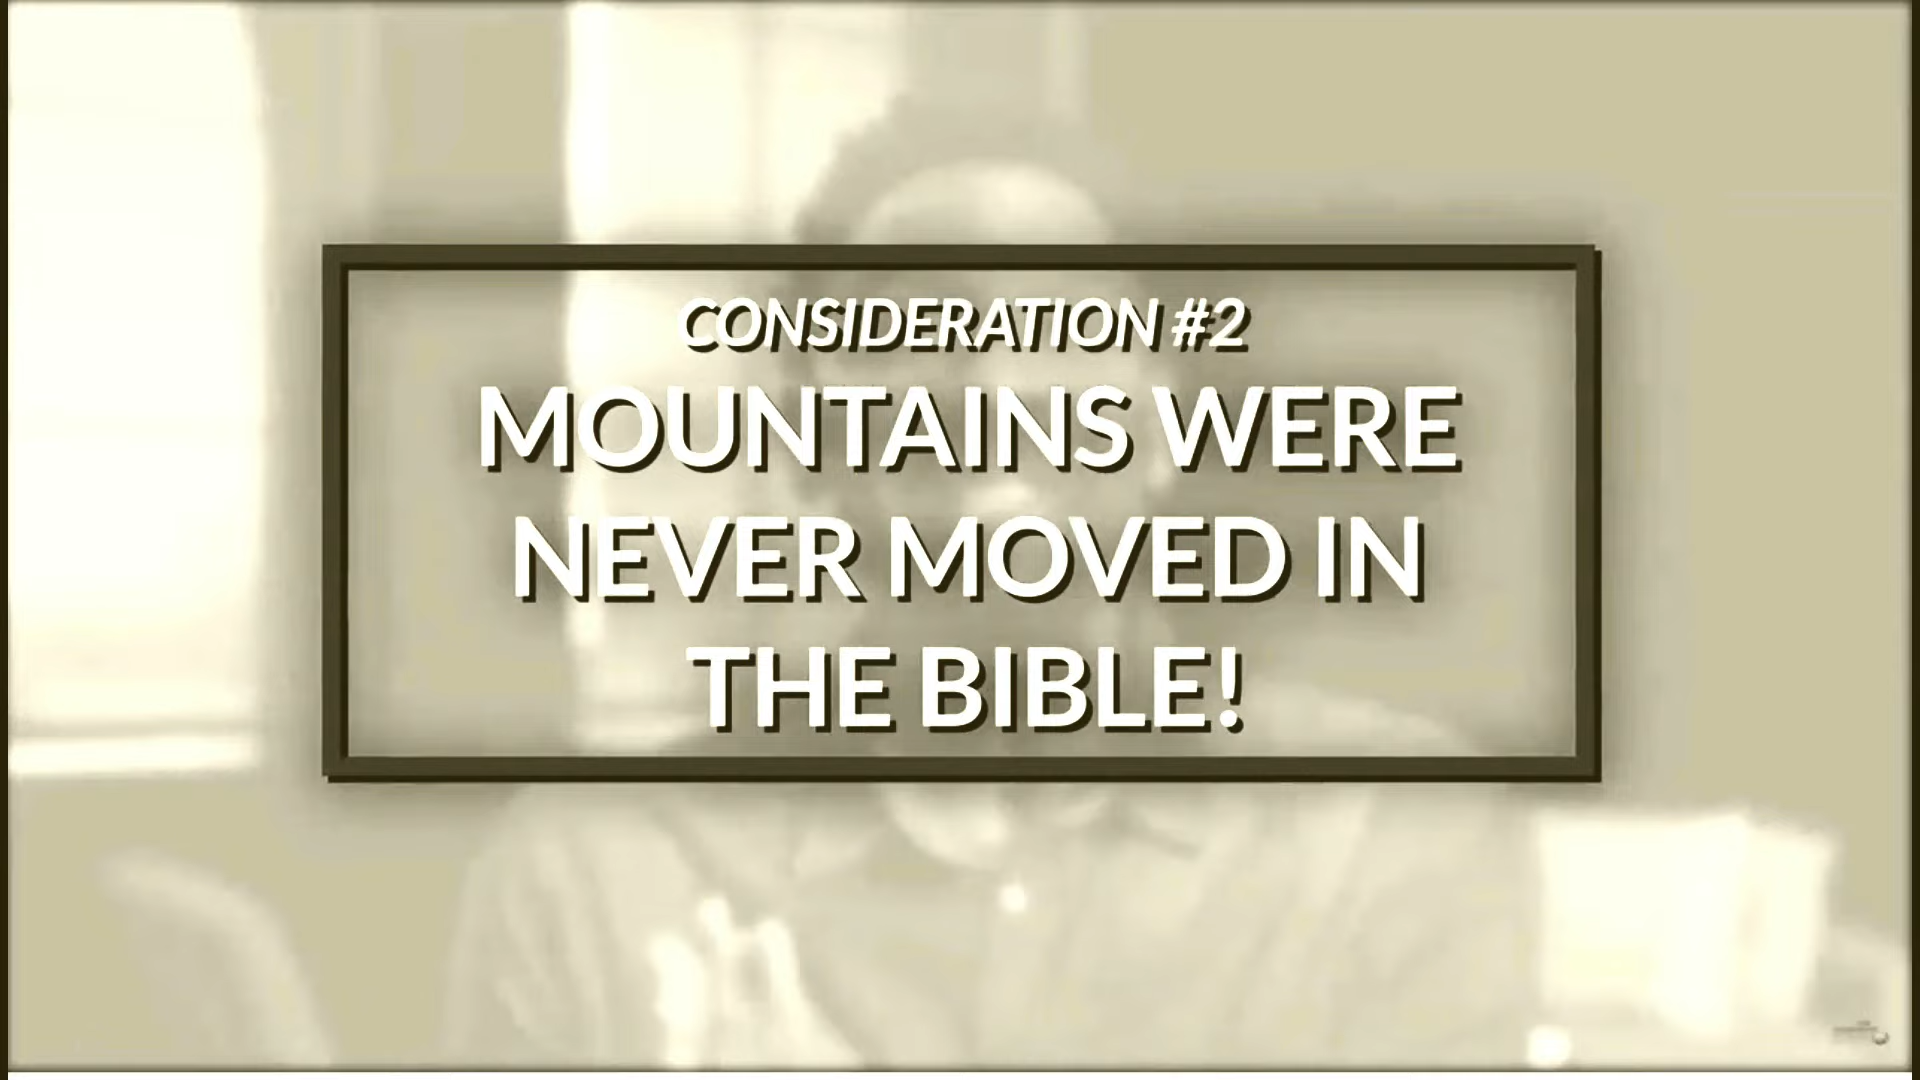 CONSIDERATION #2
MOUNTAINS WERE
NEVER MOVED IN
THE BIBLE!